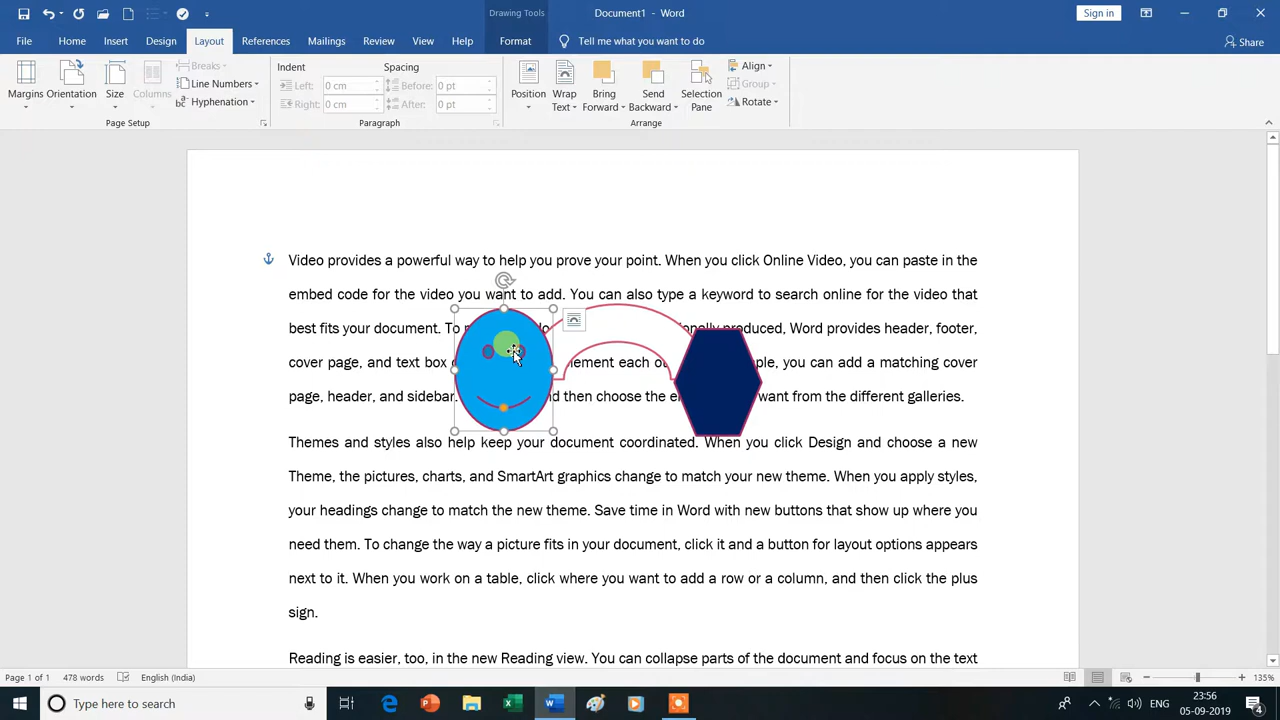 Drawing Tools
Document1 - Word
Sign in
File Home Insert Design Layout References Mailings Review View Help Format Tell me what you want to do Share
Margins
Orientation
Size
Columns
Breaks
Line Numbers
Hyphenation
Page Setup
Indent
Left: 0 cm
Right: 0 cm
Spacing
Before: 0 pt
After: 0 pt
Paragraph
Position
Wrap Text
Bring Forward
Send Backward
Selection Pane
Align
Group
Rotate
Arrange
Video provides a powerful way to help you prove your point. When you click Online Video, you can paste in the
embed code for the video you want to add. You can also type a keyword to search online for the video that
best fits your document. To produced, Word provides header, footer,
cover page, and text box you can add a matching cover
page, header, and sidebar. and then choose the want from the different galleries.
Themes and styles also help keep your document coordinated. When you click Design and choose a new
Theme, the pictures, charts, and SmartArt graphics change to match your new theme. When you apply styles,
your headings change to match the new theme. Save time in Word with new buttons that show up where you
need them. To change the way a picture fits in your document, click it and a button for layout options appears
next to it. When you work on a table, click where you want to add a row or a column, and then click the plus
sign.
Reading is easier, too, in the new Reading view. You can collapse parts of the document and focus on the text
Page 1 of 1 478 words English (India) 135%
Type here to search
ENG
23:56
05-09-2019
4